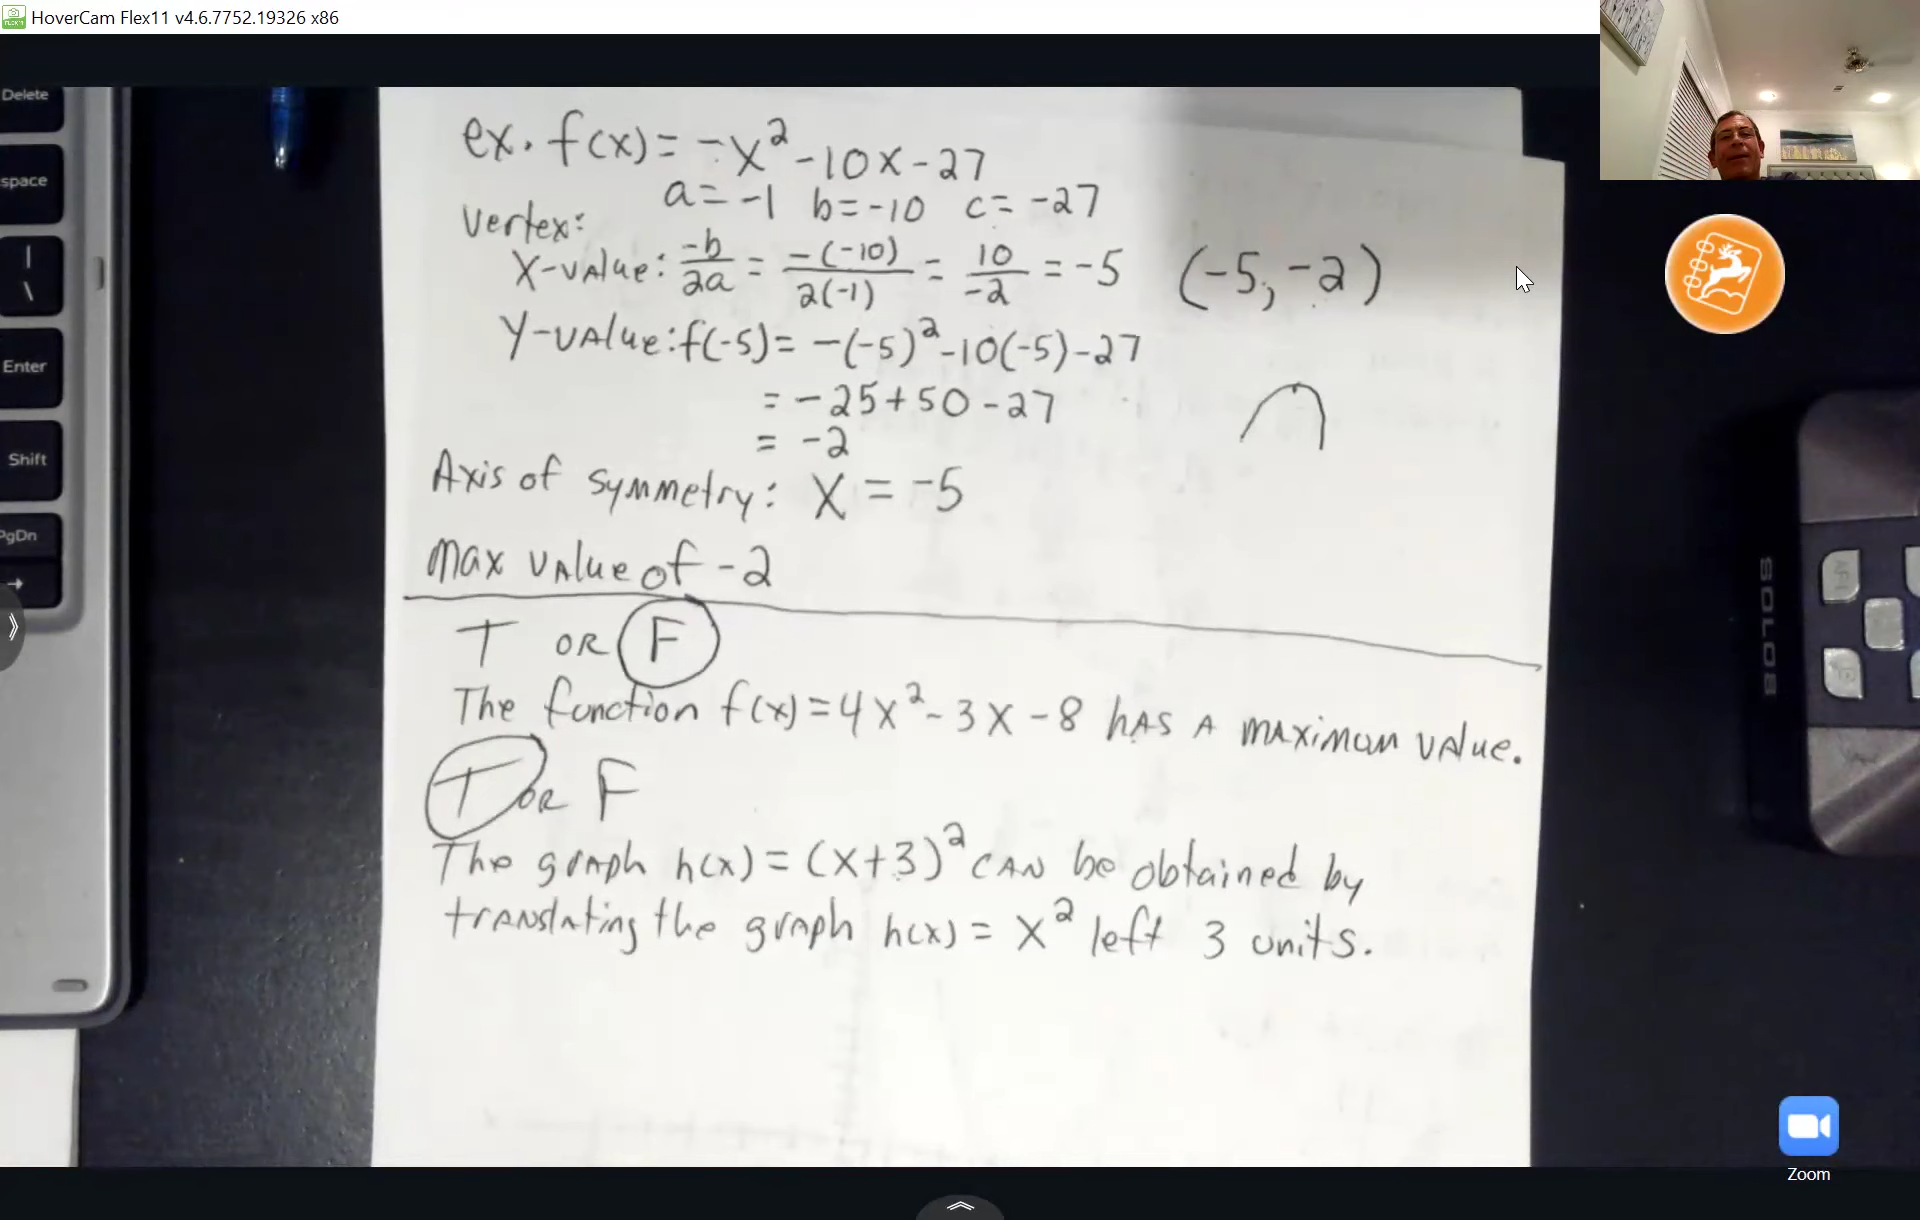 HoverCam Flex11 v4.6.7752.19326 x86
Delete
space
|
\
Enter
Shift
PgDn
→
ex. f(x) = -x² - 10x - 27
a = -1 b = -10 c = -27
Vertex:
X-value: -b/2a = -(-10)/2(-1) = 10/-2 = -5 (-5, -2)
Y-value: f(-5) = -(-5)² - 10(-5) - 27
= -25 + 50 - 27
= -2
Axis of symmetry: X = -5
max value of -2
T OR F
The function f(x) = 4x² - 3x - 8 has a maximum value.
T OR F
The graph h(x) = (x+3)² can be obtained by
translating the graph h(x) = x² left 3 units.
SOLOS
Zoom